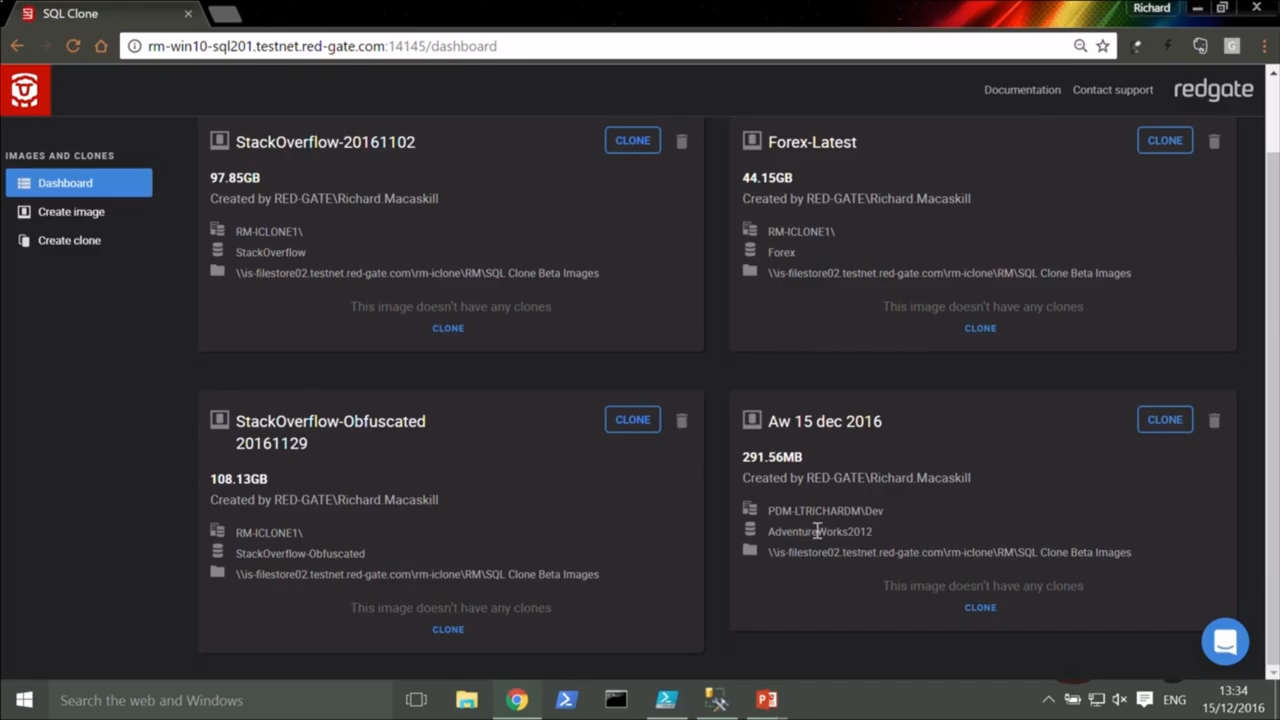 SQL Clone
Richard
rm-win10-sql201.testnet.red-gate.com:14145/dashboard
G
Documentation Contact support redgate
IMAGES AND CLONES
Dashboard
Create image
Create clone
StackOverflow-20161102 CLONE
97.85GB
Created by RED-GATE\Richard Macaskill
RM-ICLONE1\
StackOverflow
\\is-filestore02.testnet.red-gate.com\rm-iclone\RM\SQL Clone Beta Images
This image doesn't have any clones
CLONE
Forex-Latest CLONE
44.15GB
Created by RED-GATE\Richard Macaskill
RM-ICLONE1\
Forex
\\is-filestore02.testnet.red-gate.com\rm-iclone\RM\SQL Clone Beta Images
This image doesn't have any clones
CLONE
StackOverflow-Obfuscated CLONE
20161129
108.13GB
Created by RED-GATE\Richard Macaskill
RM-ICLONE1\
StackOverflow-Obfuscated
\\is-filestore02.testnet.red-gate.com\rm-iclone\RM\SQL Clone Beta Images
This image doesn't have any clones
CLONE
Aw 15 dec 2016 CLONE
291.56MB
Created by RED-GATE\Richard Macaskill
PDM-LTRICHARDM\Dev
AdventureWorks2012
\\is-filestore02.testnet.red-gate.com\rm-iclone\RM\SQL Clone Beta Images
This image doesn't have any clones
CLONE
Search the web and Windows
ENG
13:34
15/12/2016